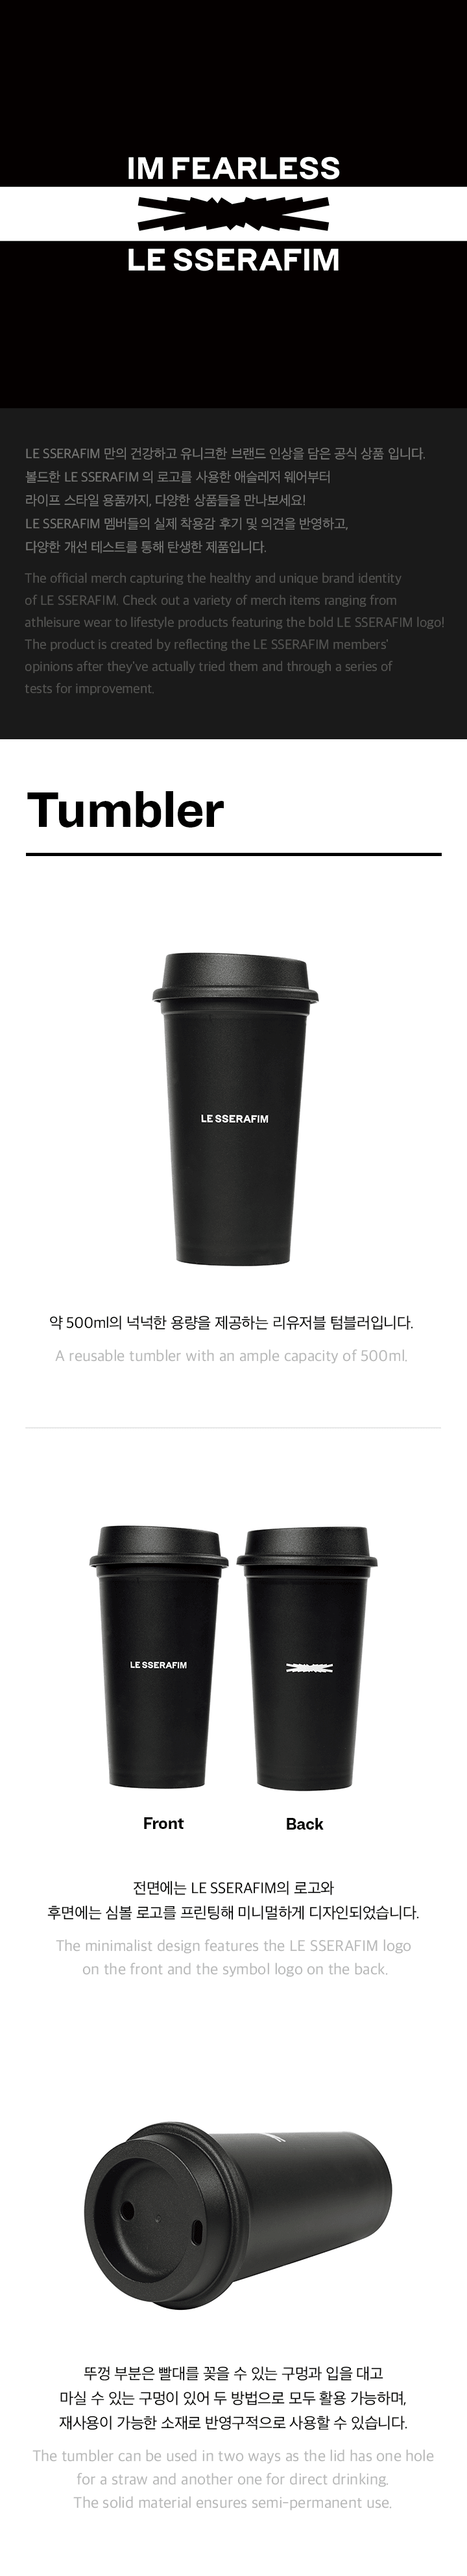 IM FEARLESS
LE SSERAFIM
LE SSERAFIM 만의 건강하고 유니크한 브랜드 인상을 담은 공식 상품 입니다.
볼드한 LE SSERAFIM 의 로고를 사용한 애슬레저 웨어부터
라이프 스타일 용품까지, 다양한 상품들을 만나보세요!
LE SSERAFIM 멤버들의 실제 착용감 후기 및 의견을 반영하고,
다양한 개선 테스트를 통해 탄생한 제품입니다.
The official merch capturing the healthy and unique brand identity
of LE SSERAFIM. Check out a variety of merch items ranging from
athleisure wear to lifestyle products featuring the bold LE SSERAFIM logo!
The product is created by reflecting the LE SSERAFIM members'
opinions after they've actually tried them and through a series of
tests for improvement.
Tumbler
LE SSERAFIM
약 500ml의 넉넉한 용량을 제공하는 리유저블 텀블러입니다.
A reusable tumbler with an ample capacity of 500ml.
LE SSERAFIM
Front
Back
전면에는 LE SSERAFIM의 로고와
후면에는 심볼 로고를 프린팅해 미니멀하게 디자인되었습니다.
The minimalist design features the LE SSERAFIM logo
on the front and the symbol logo on the back.
뚜껑 부분은 빨대를 꽂을 수 있는 구멍과 입을 대고
마실 수 있는 구멍이 있어 두 방법으로 모두 활용 가능하며,
재사용이 가능한 소재로 반영구적으로 사용할 수 있습니다.
The tumbler can be used in two ways as the lid has one hole
for a straw and another one for direct drinking.
The solid material ensures semi-permanent use.